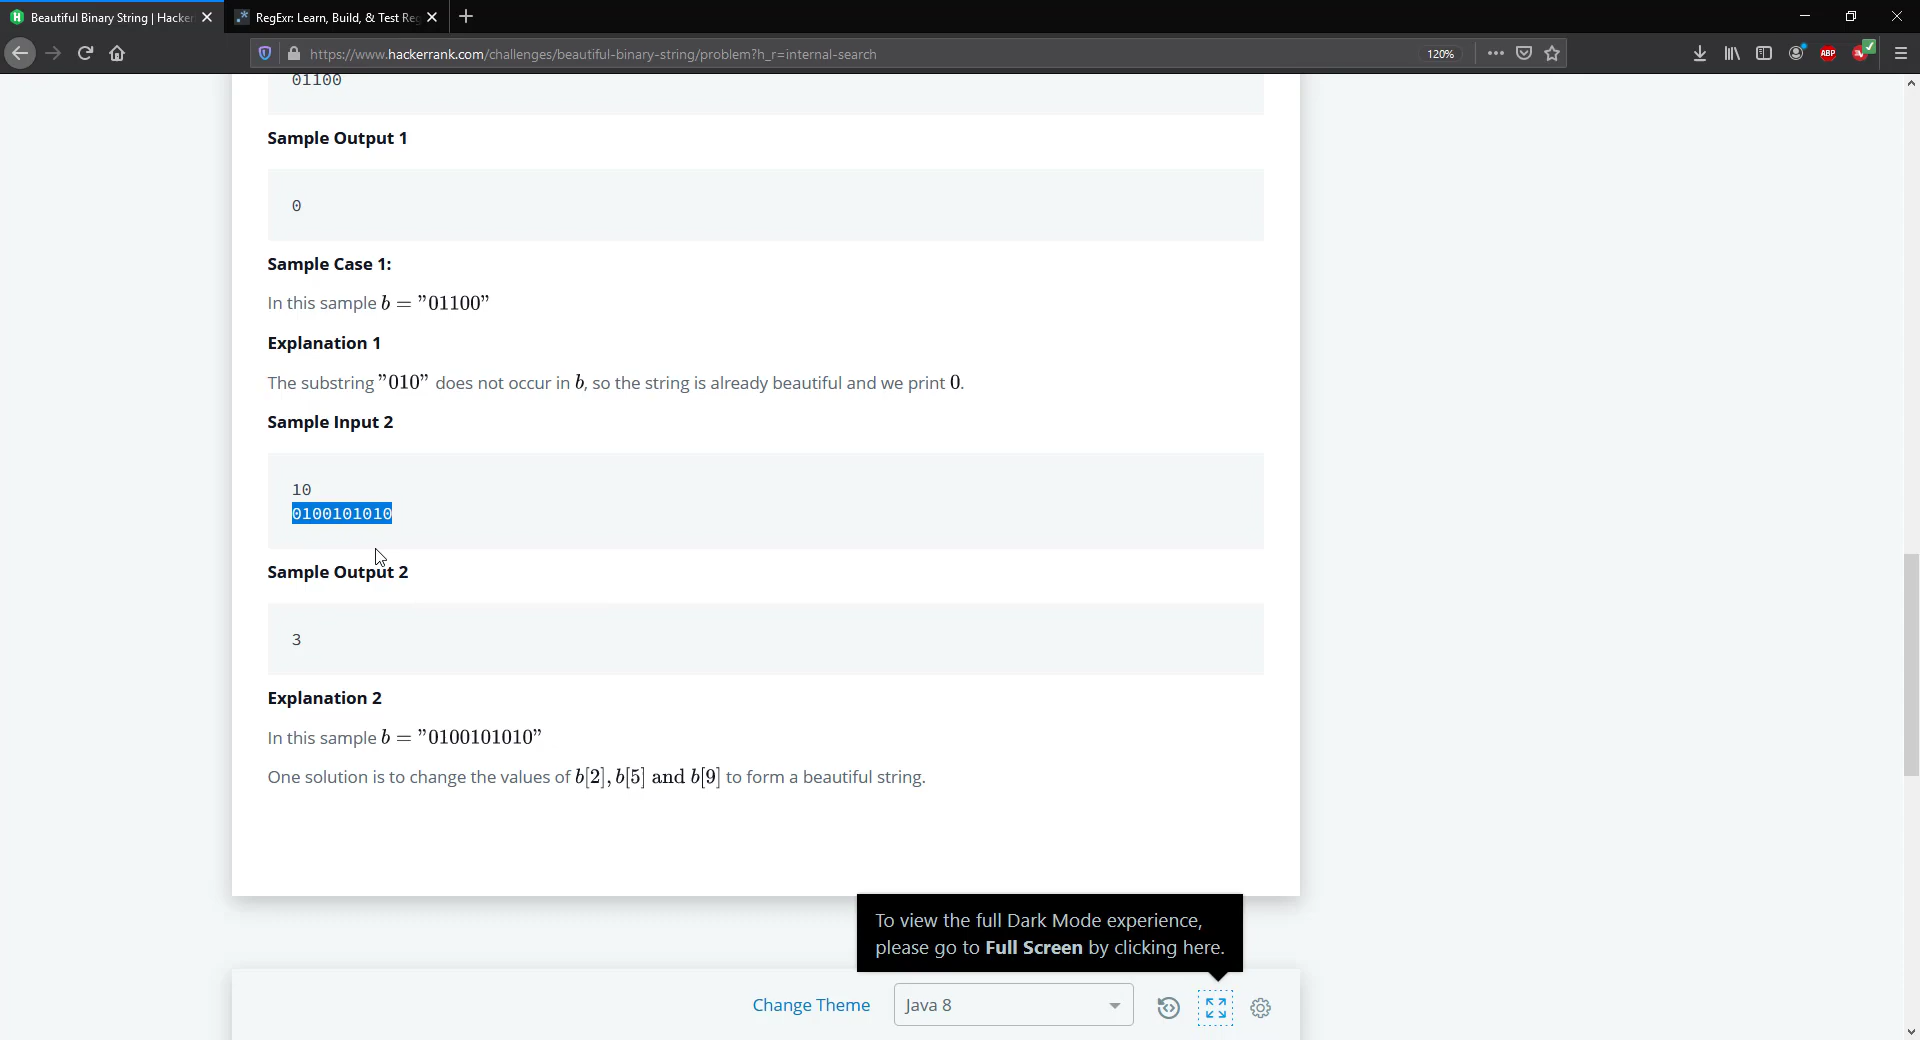 Beautiful Binary String | Hacker
RegExr: Learn, Build, & Test Reg
https://www.hackerrank.com/challenges/beautiful-binary-string/problem?h_r=internal-search
120%
ABP
01100
Sample Output 1
0
Sample Case 1:
In this sample b = ”01100”
Explanation 1
The substring ”010” does not occur in b, so the string is already beautiful and we print 0.
Sample Input 2
10
0100101010
Sample Output 2
3
Explanation 2
In this sample b = ”0100101010”
One solution is to change the values of b[2], b[5] and b[9] to form a beautiful string.
To view the full Dark Mode experience,
please go to Full Screen by clicking here.
Change Theme
Java 8